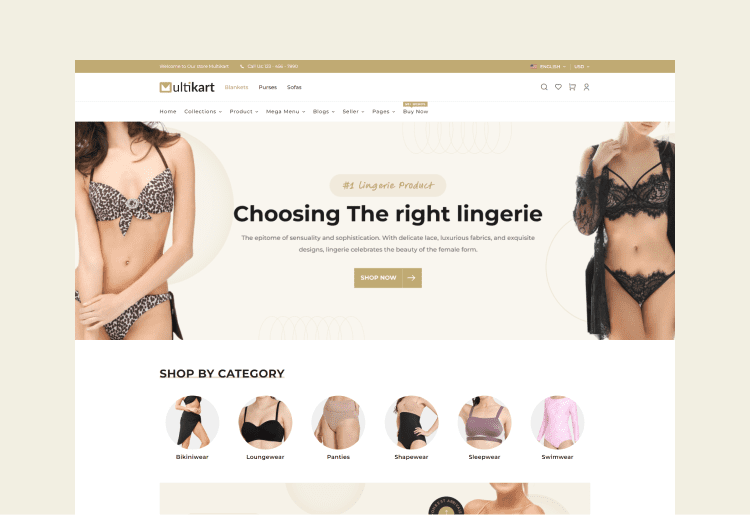 Welcome to Our store Multikart
Call Us: 123 - 456 - 7890
ENGLISH
USD
ultikart
Blankets
Purses
Sofas
Home
Collections
Product
Mega Menu
Blogs
Seller
Pages
Buy Now
#1 Lingerie Product
Choosing The right lingerie
The epitome of sensuality and sophistication. With delicate lace, luxurious fabrics, and exquisite
designs, lingerie celebrates the beauty of the female form.
SHOP NOW
SHOP BY CATEGORY
Bikiniwear
Loungewear
Panties
Shapewear
Sleepwear
Swimwear